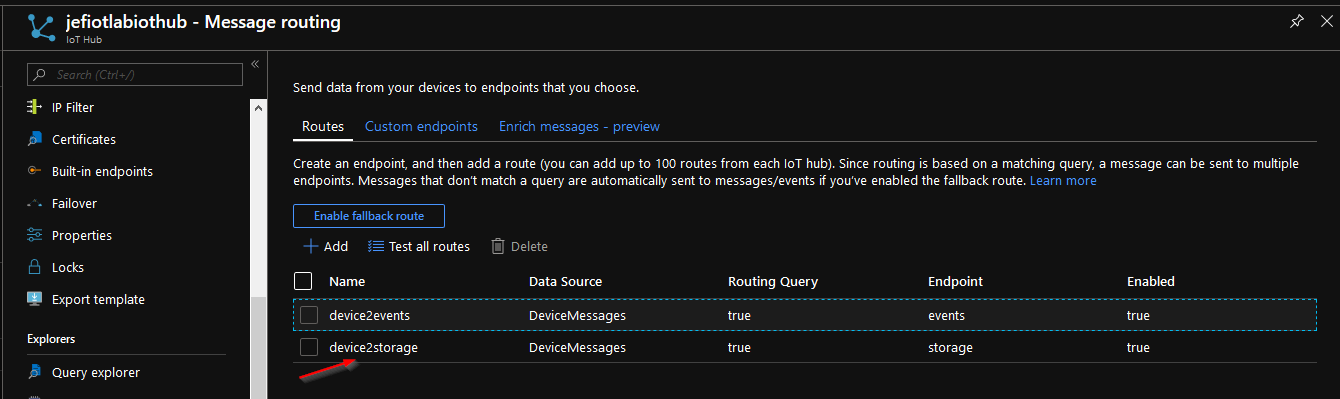 jefiotlabiothub - Message routing
IoT Hub
Search (Ctrl+/)
IP Filter
Certificates
Built-in endpoints
Failover
Properties
Locks
Export template
Explorers
Query explorer
Send data from your devices to endpoints that you choose.
Routes Custom endpoints Enrich messages - preview
Create an endpoint, and then add a route (you can add up to 100 routes from each IoT hub). Since routing is based on a matching query, a message can be sent to multiple
endpoints. Messages that don't match a query are automatically sent to messages/events if you've enabled the fallback route. Learn more
Enable fallback route
Add Test all routes Delete
Name Data Source Routing Query Endpoint Enabled
device2events DeviceMessages true events true
device2storage DeviceMessages true storage true